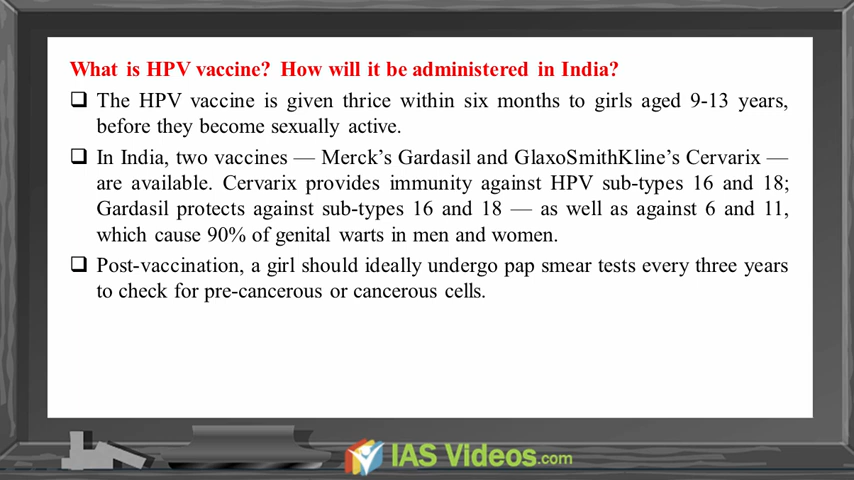 What is HPV vaccine? How will it be administered in India?
❑ The HPV vaccine is given thrice within six months to girls aged 9-13 years,
before they become sexually active.
❑ In India, two vaccines — Merck's Gardasil and GlaxoSmithKline's Cervarix —
are available. Cervarix provides immunity against HPV sub-types 16 and 18;
Gardasil protects against sub-types 16 and 18 — as well as against 6 and 11,
which cause 90% of genital warts in men and women.
❑ Post-vaccination, a girl should ideally undergo pap smear tests every three years
to check for pre-cancerous or cancerous cells.
IAS Videos.com